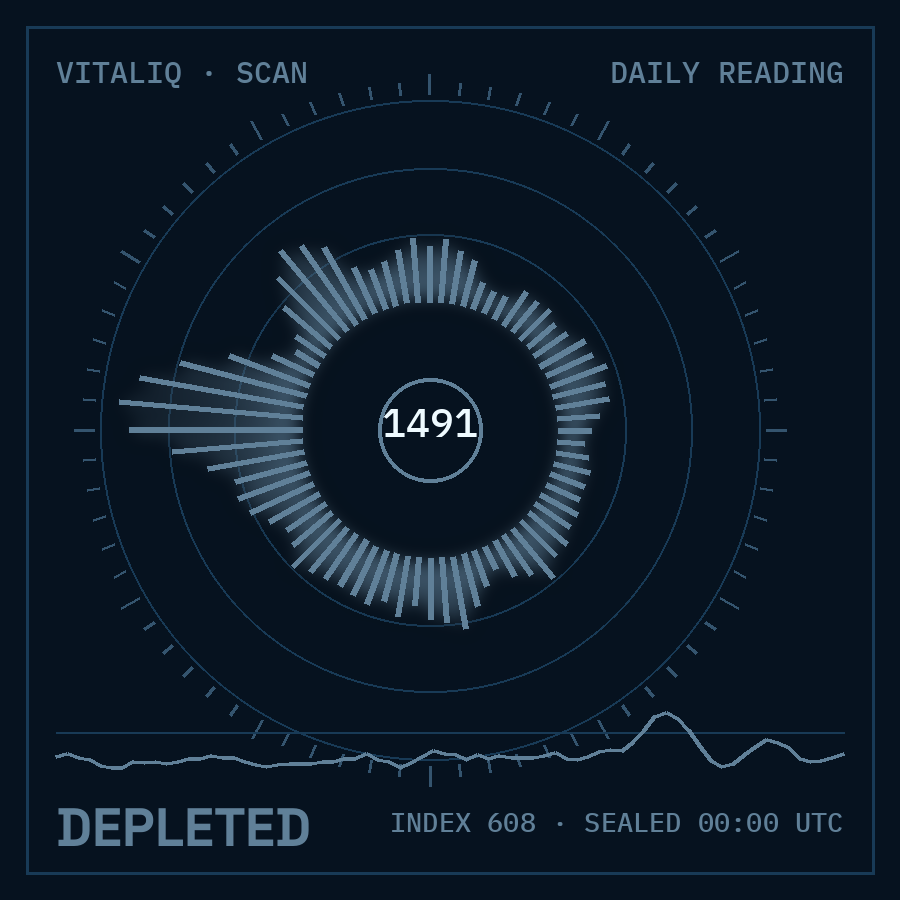 VITALIQ · SCAN
DAILY READING
1491
DEPLETED
INDEX 608 · SEALED 00:00 UTC